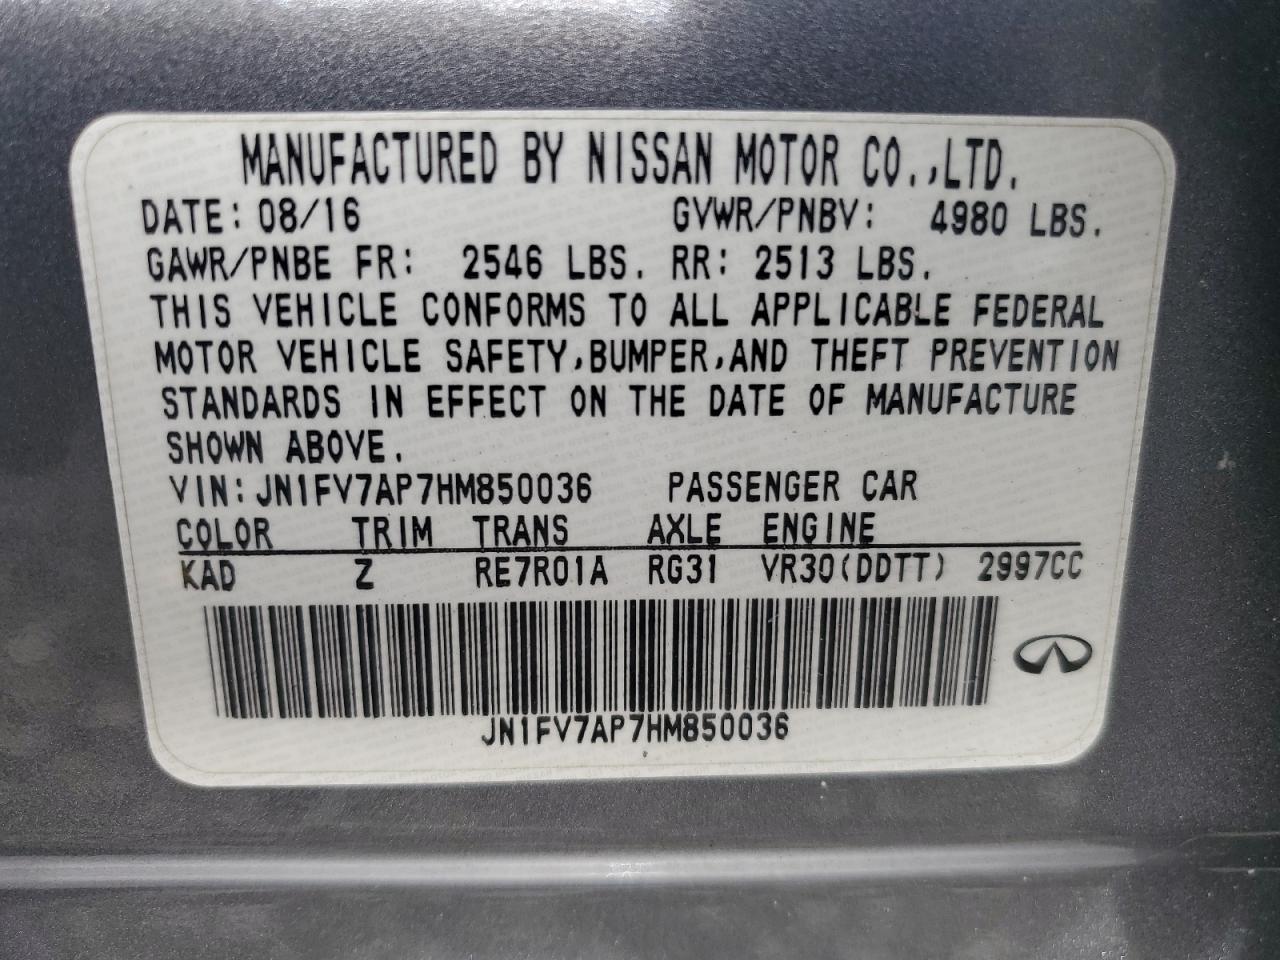 MANUFACTURED BY NISSAN MOTOR CO.,LTD.
DATE: 08/16 GVWR/PNBV: 4980 LBS.
GAWR/PNBE FR: 2546 LBS. RR: 2513 LBS.
THIS VEHICLE CONFORMS TO ALL APPLICABLE FEDERAL
MOTOR VEHICLE SAFETY,BUMPER,AND THEFT PREVENTION
STANDARDS IN EFFECT ON THE DATE OF MANUFACTURE
SHOWN ABOVE.
VIN:JN1FV7AP7HM850036 PASSENGER CAR
COLOR TRIM TRANS AXLE ENGINE
KAD Z RE7R01A RG31 VR30(DDTT) 2997CC
JN1FV7AP7HM850036